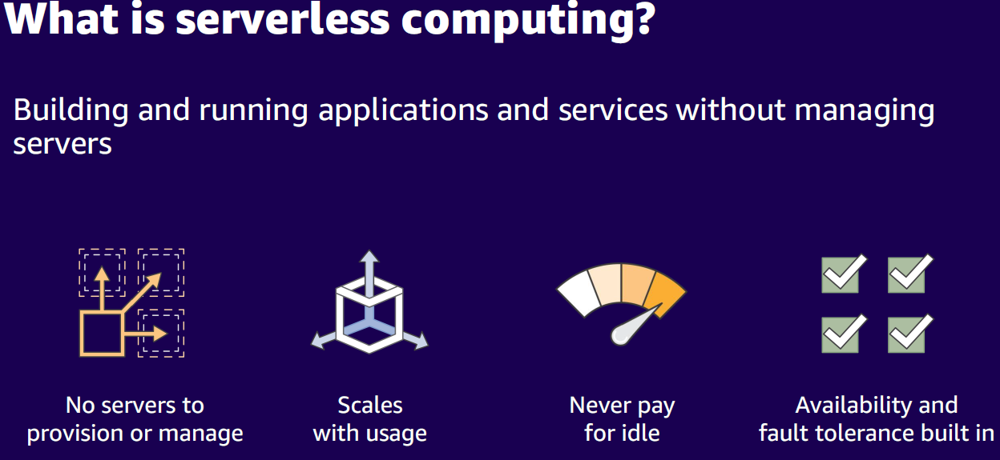 What is serverless computing?
Building and running applications and services without managing
servers
No servers to
provision or manage
Scales
with usage
Never pay
for idle
Availability and
fault tolerance built in